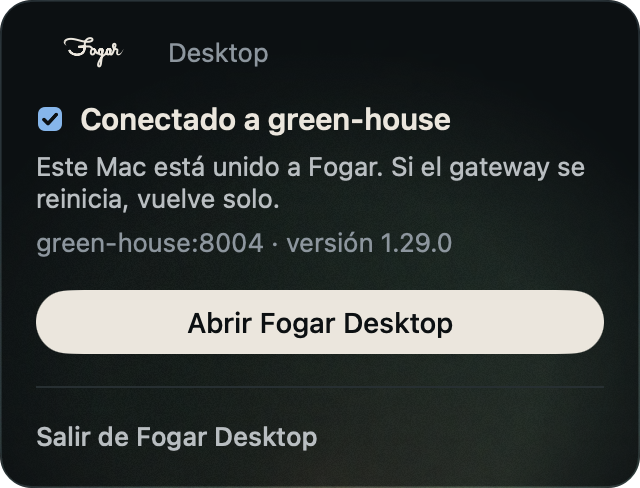 Fogar Desktop
Conectado a green-house
Este Mac está unido a Fogar. Si el gateway se
reinicia, vuelve solo.
green-house:8004 · versión 1.29.0
Abrir Fogar Desktop
Salir de Fogar Desktop